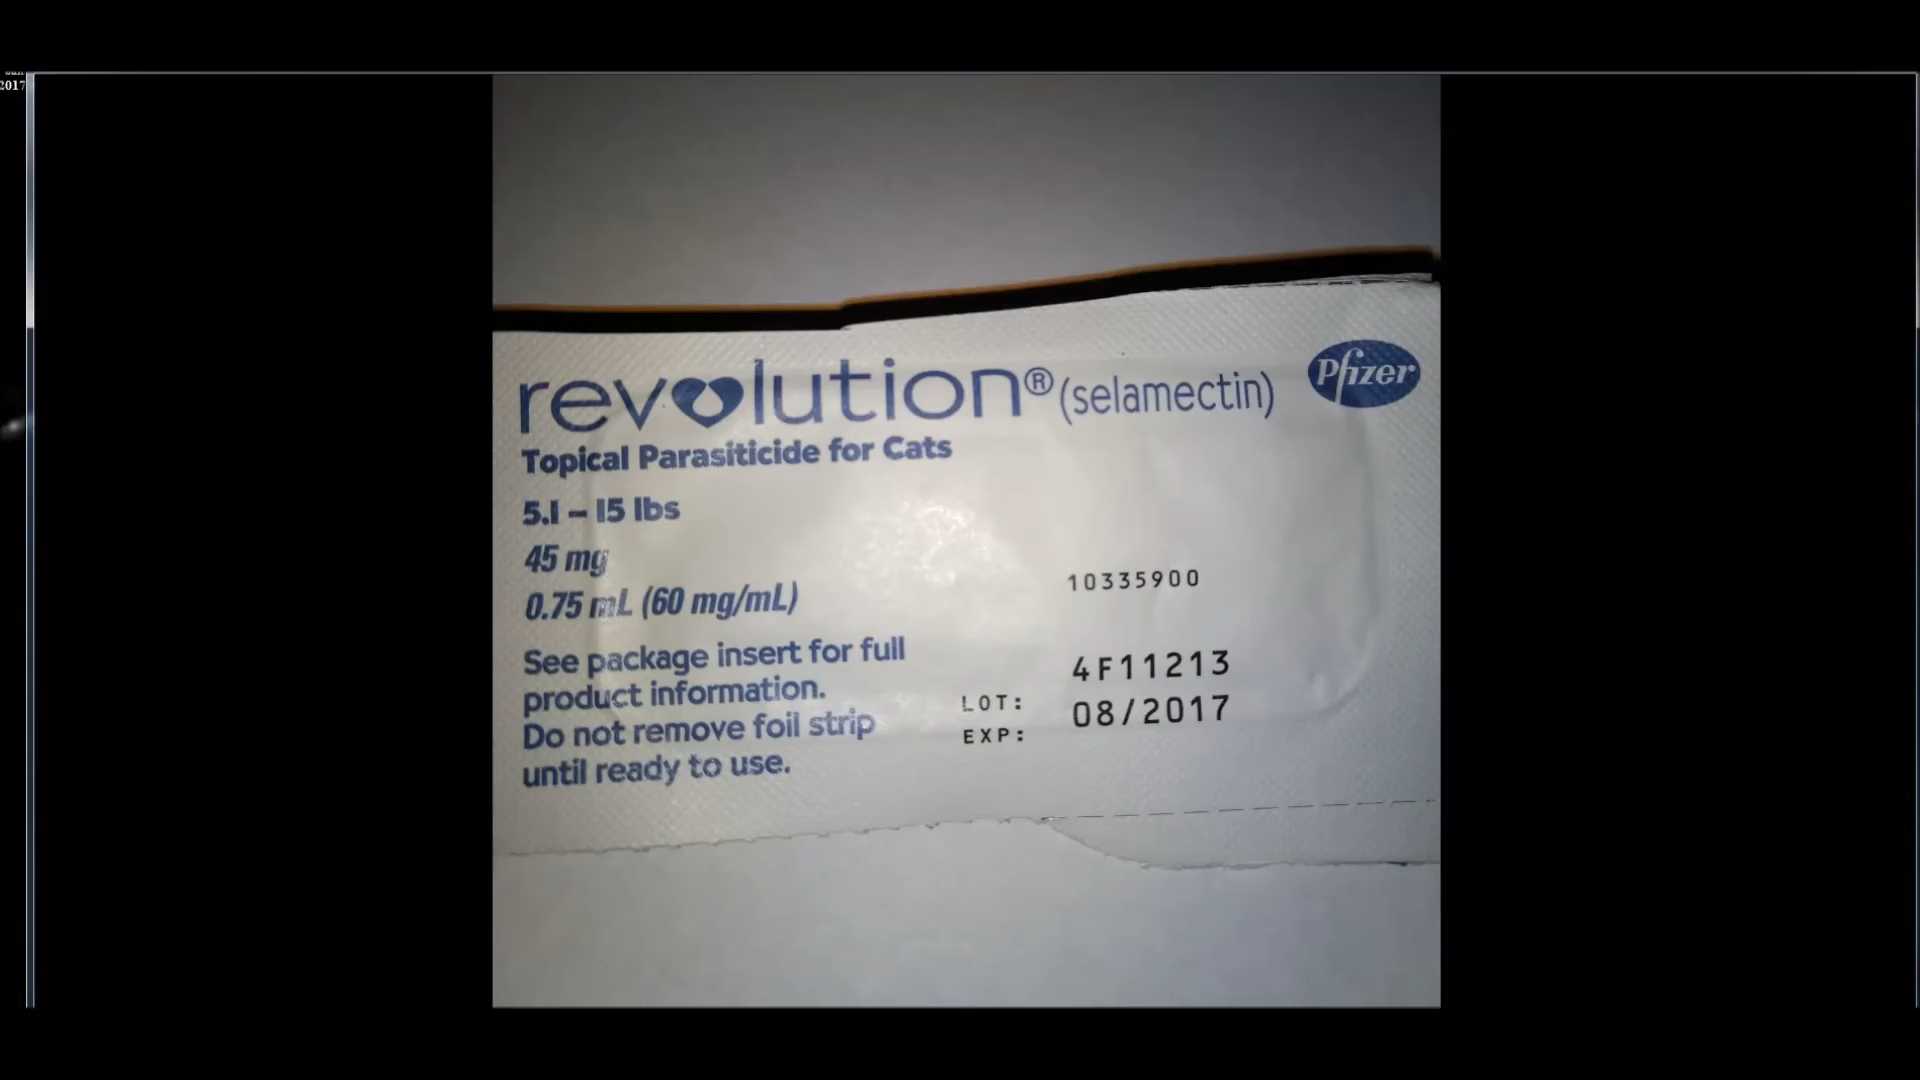 2017
revolution® (selamectin)
Pfizer
Topical Parasiticide for Cats
5.1 – 15 lbs
45 mg
0.75 mL (60 mg/mL)
See package insert for full
product information.
Do not remove foil strip
until ready to use.
10335900
LOT: 4F11213
EXP: 08/2017